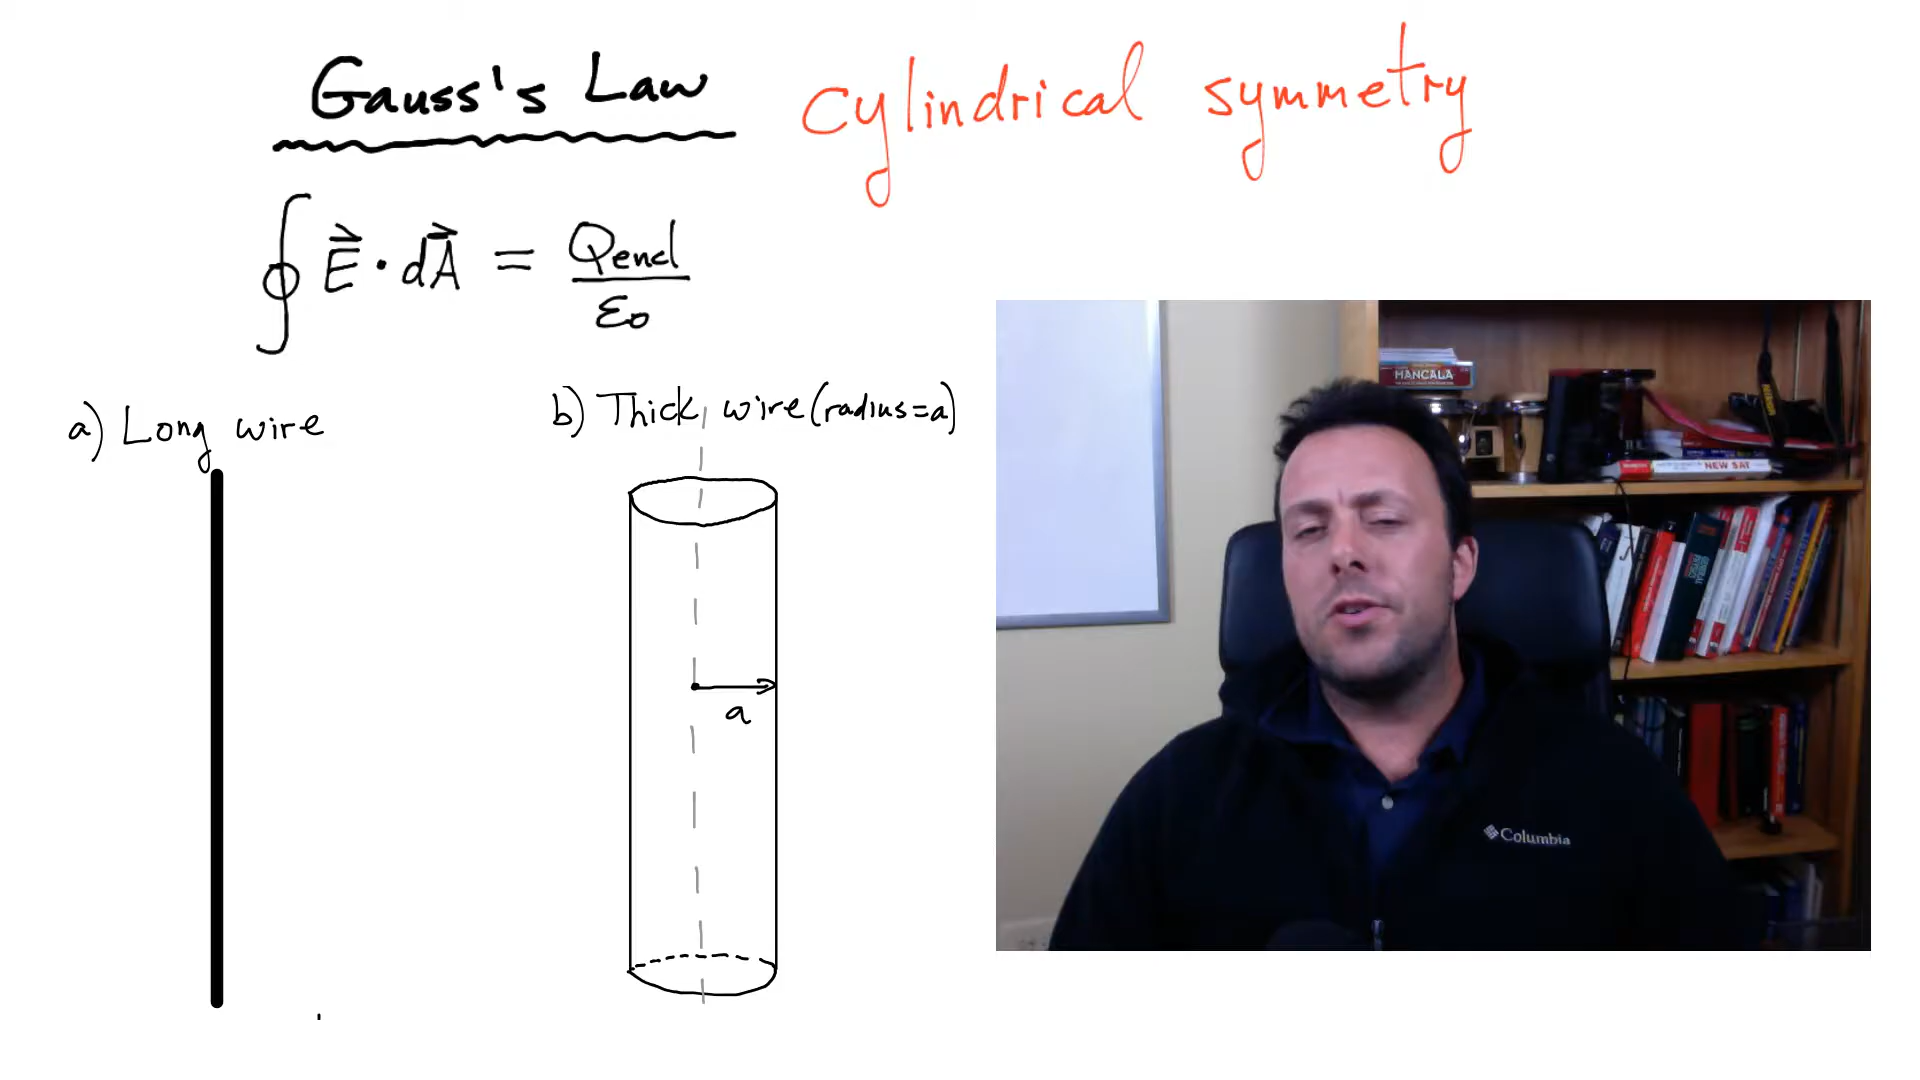 Gauss's Law cylindrical symmetry
∮ E⃗ · dA⃗ = Qencl / ε₀
a) Long wire
b) Thick wire (radius=a)
a
MANCALA
NEW SAT
Columbia